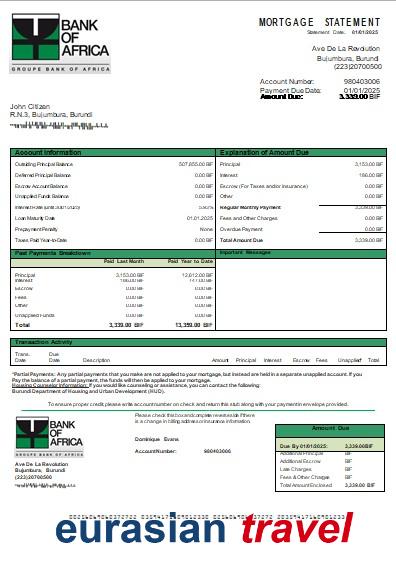 BANK
OF
AFRICA
GROUPE BANK OF AFRICA
MORTGAGE STATEMENT
Statement Date: 01/01/2025
Ave De La Revolution
Bujumbura, Burundi
(223)20700500
Account Number: 980403006
Payment Due Date: 01/01/2025
Amount Due: 3,339.00 BIF
John Citizen
R.N.3, Bujumbura, Burundi
Account Information
Outstanding Principal Balance 507,855.00 BIF
Deferred Principal Balance 0.00 BIF
Escrow Account Balance 0.00 BIF
Unapplied Funds Balance 0.00 BIF
Interest Rate
Loan Maturity Date 01.01.2025
Prepayment Penalty None
Taxes Paid Year-to-Date 0.00 BIF
Explanation of Amount Due
Principal 3,153.00 BIF
Interest 186.00 BIF
Escrow (For Taxes and/or Insurance) 0.00 BIF
Other 0.00 BIF
Regular Monthly Payment 3,339.00 BIF
Fees and Other Charges 0.00 BIF
Overdue Payment 0.00 BIF
Total Amount Due 3,339.00 BIF
Past Payments Breakdown
Paid Last Month Paid Year to Date
Principal 3,153.00 BIF 12,612.00 BIF
Interest 186.00 BIF
Escrow 0.00 BIF 0.00 BIF
Fees 0.00 BIF 0.00 BIF
Other 0.00 BIF 0.00 BIF
Unapplied Funds 0.00 BIF 0.00 BIF
Total 3,339.00 BIF 13,359.00 BIF
Important Messages
Transaction Activity
Trans. Date Due Date Description Amount Principal Interest Escrow Fees Unapplied Total
*Partial Payments: Any partial payments that you make are not applied to your mortgage, but instead are held in a separate unapplied account. If you
Pay the balance of a partial payment, the funds will then be applied to your mortgage.
Housing Counselor Information: If you would like counseling or assistance, you can contact the following:
Burundi Department of Housing and Urban Development (HUD).
To ensure proper credit please write account number on check and return this stub along with your payment in envelope provided.
BANK
OF
AFRICA
GROUPE BANK OF AFRICA
Ave De La Revolution
Bujumbura, Burundi
(223)20700500
Please check this box and complete reverse side if there
is a change in billing address or insurance information.
Dominique Evans
Account Number: 980403006
Amount Due
Due By 01/01/2025: 3,339.00BIF
Additional Principal BIF
Additional Escrow BIF
Late Charges BIF
Fees & Other Charges BIF
Total Amount Enclosed 3,339.00 BIF
eurasian travel